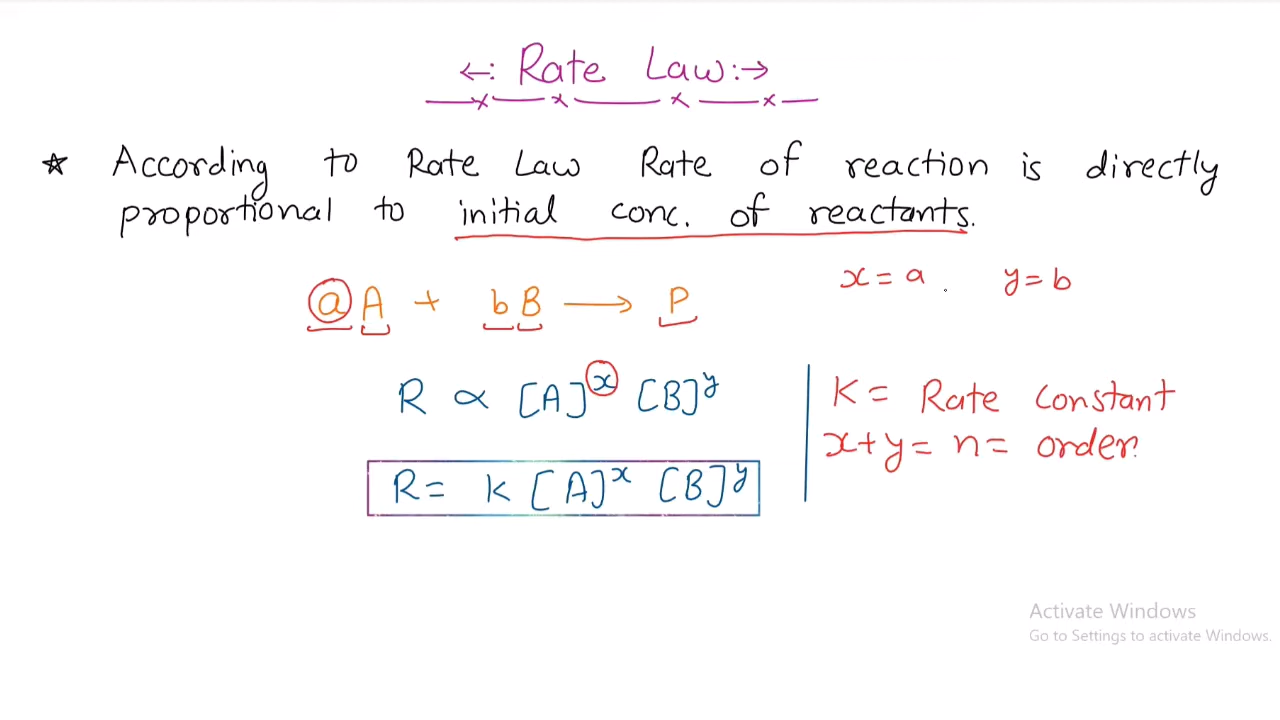 ←: Rate Law:→
★ According to Rate Law Rate of reaction is directly
proportional to initial conc. of reactants.
x = a y = b
aA + bB → P
R ∝ [A]ˣ [B]ʸ
R = K [A]ˣ [B]ʸ
K = Rate constant
x+y = n = order
Activate Windows
Go to Settings to activate Windows.